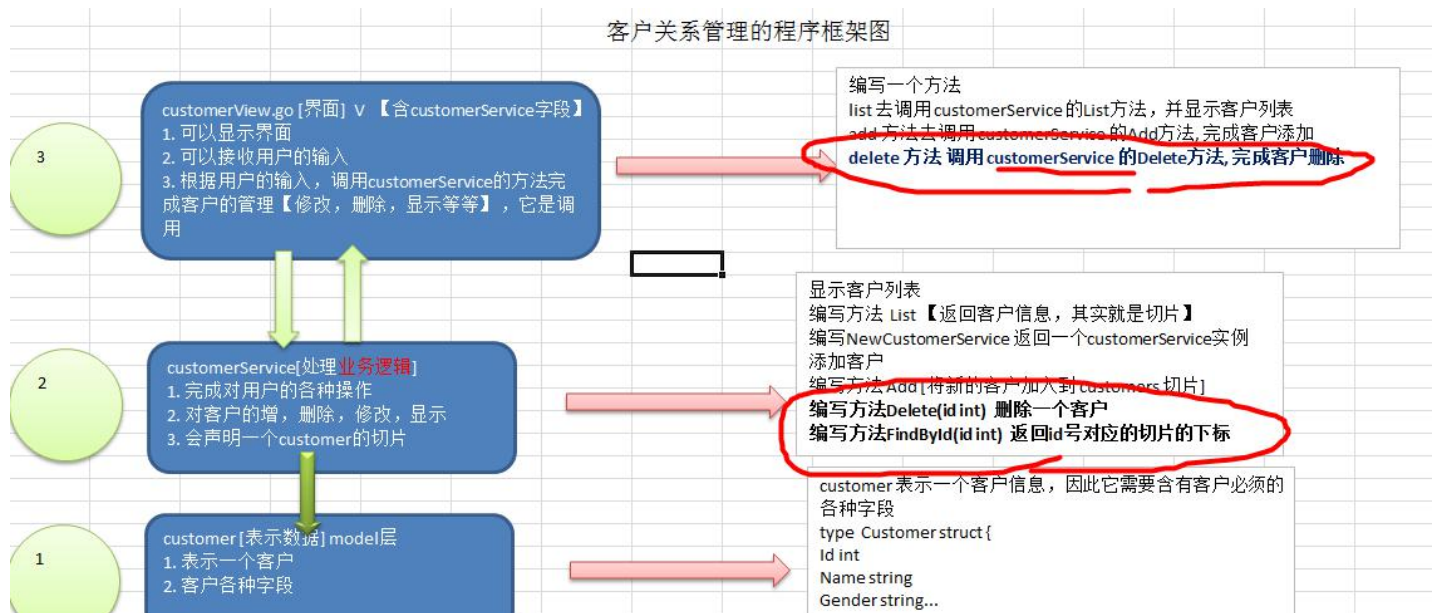 客户关系管理的程序框架图
3
customerView.go [界面] V 【含customerService字段】
1. 可以显示界面
2. 可以接收用户的输入
3. 根据用户的输入，调用customerService的方法完
成客户的管理【修改，删除，显示等等】，它是调
用
编写一个方法
list 去调用customerService的List方法，并显示客户列表
add 方法去调用customerService 的Add方法, 完成客户添加
delete 方法 调用 customerService 的Delete方法, 完成客户删除
2
customerService[处理业务逻辑]
1. 完成对用户的各种操作
2. 对客户的增，删除，修改，显示
3. 会声明一个customer的切片
显示客户列表
编写方法 List 【返回客户信息，其实就是切片】
编写NewCustomerService 返回一个customerService实例
添加客户
编写方法 Add [将新的客户加入到 customers 切片]
编写方法Delete(id int) 删除一个客户
编写方法FindById(id int) 返回id号对应的切片的下标
1
customer [表示数据] model层
1. 表示一个客户
2. 客户各种字段
customer 表示一个客户信息，因此它需要含有客户必须的
各种字段
type Customer struct {
Id int
Name string
Gender string...